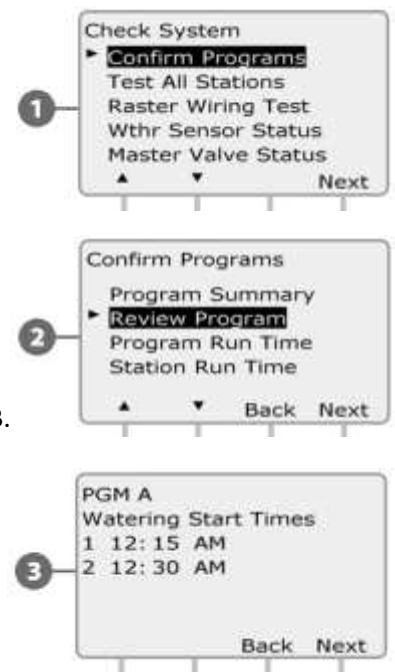 Check System
► Confirm Programs
Test All Stations
Raster Wiring Test
Wthr Sensor Status
Master Valve Status
▲ ▼ Next
1
Confirm Programs
Program Summary
► Review Program
Program Run Time
Station Run Time
▲ ▼ Back Next
2
B.
PGM A
Watering Start Times
1 12:15 AM
2 12:30 AM
Back Next
3